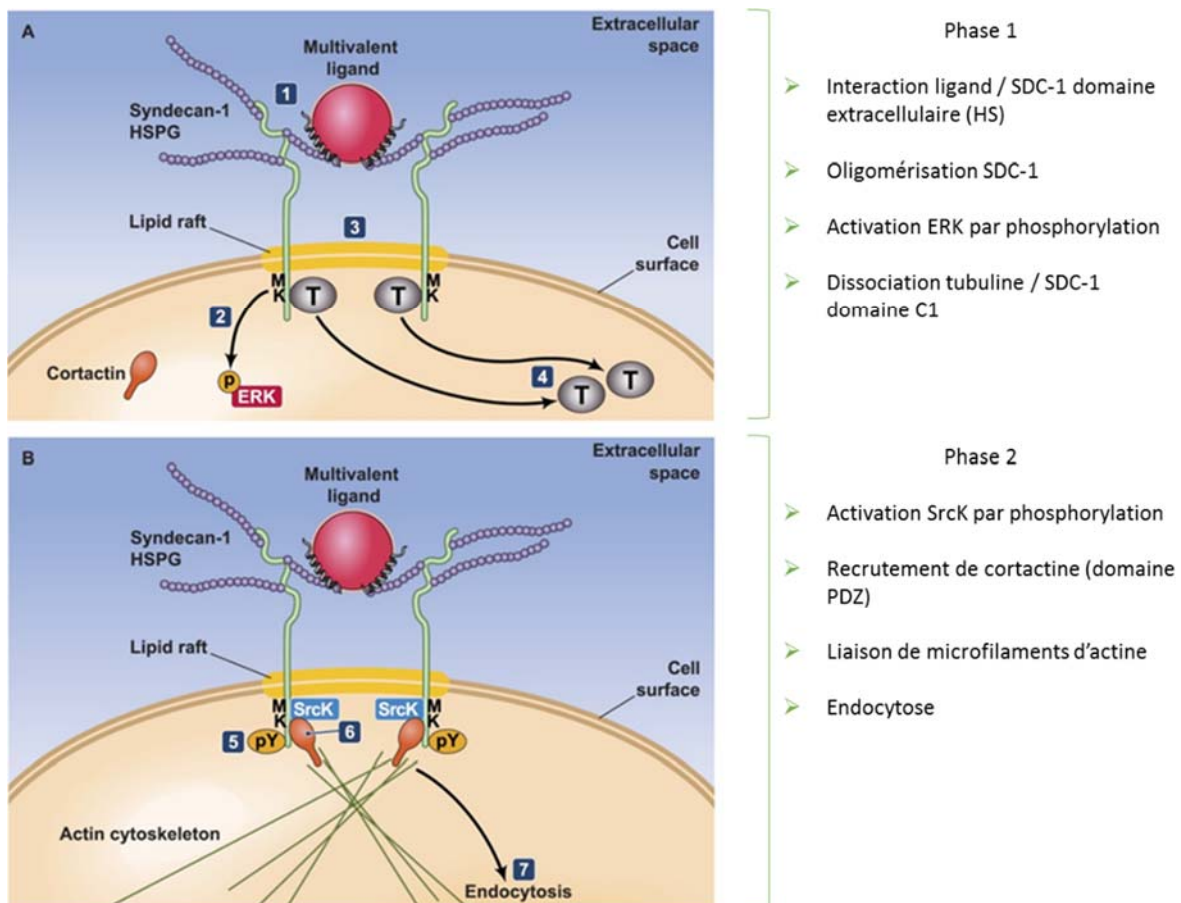 A
Extracellular
space
Multivalent
ligand
1
Syndecan-1
HSPG
Lipid raft
3
Cell
surface
M
K
T
T
M
K
2
Cortactin
P
ERK
4
T
T
Phase 1
➤ Interaction ligand / SDC-1 domaine
extracellulaire (HS)
➤ Oligomérisation SDC-1
➤ Activation ERK par phosphorylation
➤ Dissociation tubuline / SDC-1
domaine C1
B
Extracellular
space
Multivalent
ligand
Syndecan-1
HSPG
Lipid raft
Cell
surface
M
K
SrcK
SrcK
M
K
5
pY
6
pY
Actin cytoskeleton
7
Endocytosis
Phase 2
➤ Activation SrcK par phosphorylation
➤ Recrutement de cortactine (domaine
PDZ)
➤ Liaison de microfilaments d'actine
➤ Endocytose